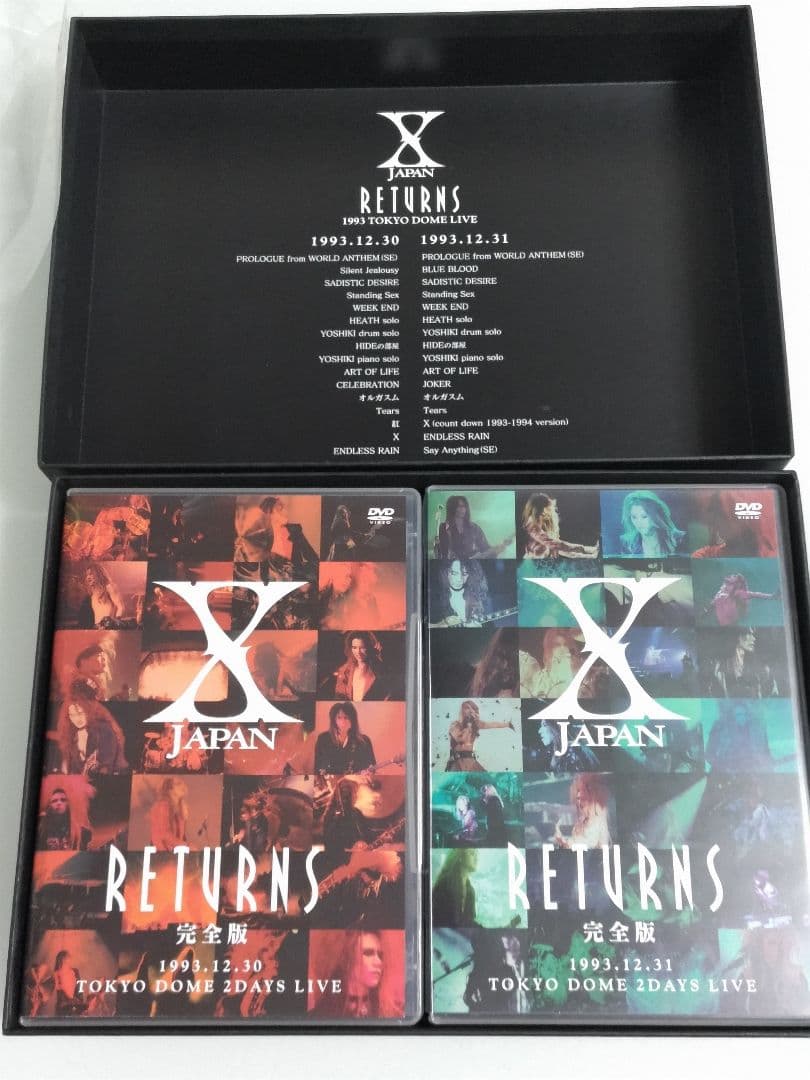 X
JAPAN
RETURNS
1993 TOKYO DOME LIVE
1993.12.30
PROLOGUE from WORLD ANTHEM(SE)
Silent Jealousy
SADISTIC DESIRE
Standing Sex
WEEK END
HEATH solo
YOSHIKI drum solo
HIDEの部屋
YOSHIKI piano solo
ART OF LIFE
CELEBRATION
オルガスム
Tears
紅
X
ENDLESS RAIN
1993.12.31
PROLOGUE from WORLD ANTHEM(SE)
BLUE BLOOD
SADISTIC DESIRE
Standing Sex
WEEK END
HEATH solo
YOSHIKI drum solo
HIDEの部屋
YOSHIKI piano solo
ART OF LIFE
JOKER
オルガスム
Tears
X (count down 1993-1994 version)
ENDLESS RAIN
Say Anything(SE)
DVD
VIDEO
X
JAPAN
RETURNS
完全版
1993.12.30
TOKYO DOME 2DAYS LIVE
DVD
VIDEO
X
JAPAN
RETURNS
完全版
1993.12.31
TOKYO DOME 2DAYS LIVE